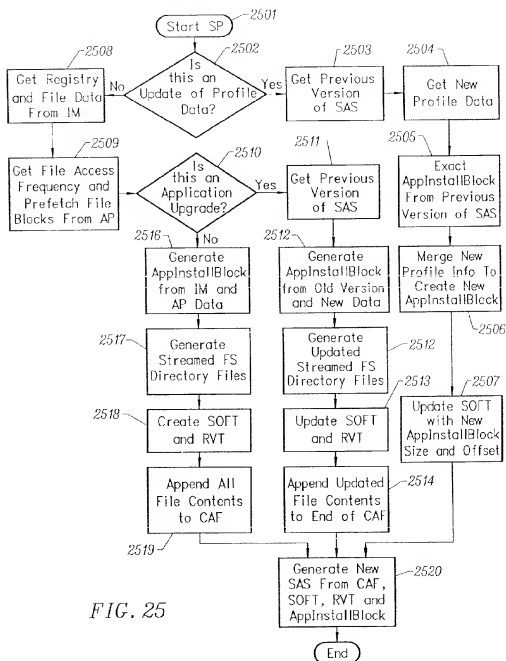 2501
Start SP
2508
2502
2503
2504
Is
this an
Update of Profile
Data?
No
Yes
Get Registry
and File Data
From IM
Get Previous
Version
of SAS
Get New
Profile Data
2509
2510
2511
2505
Get File Access
Frequency and
Prefetch File
Blocks From AP
Is
this an
Application
Upgrade?
Yes
No
Get Previous
Version
of SAS
Exact
AppInstallBlock
From Previous
Version of SAS
2516
2512
Generate
AppInstallBlock
from IM and
AP Data
Generate
AppInstallBlock
from Old Version
and New Data
Merge New
Profile Info To
Create New
AppInstallBlock
2506
2517
2512
Generate
Streamed FS
Directory Files
Generate
Updated
Streamed FS
Directory Files
2518
2513
2507
Create SOFT
and RVT
Update SOFT
and RVT
Update SOFT
with New
AppInstallBlock
Size and Offset
2514
Append All
File Contents
to CAF
2519
Append Updated
File Contents
to End of CAF
2520
Generate New
SAS From CAF,
SOFT, RVT and
AppInstallBlock
End
FIG. 25